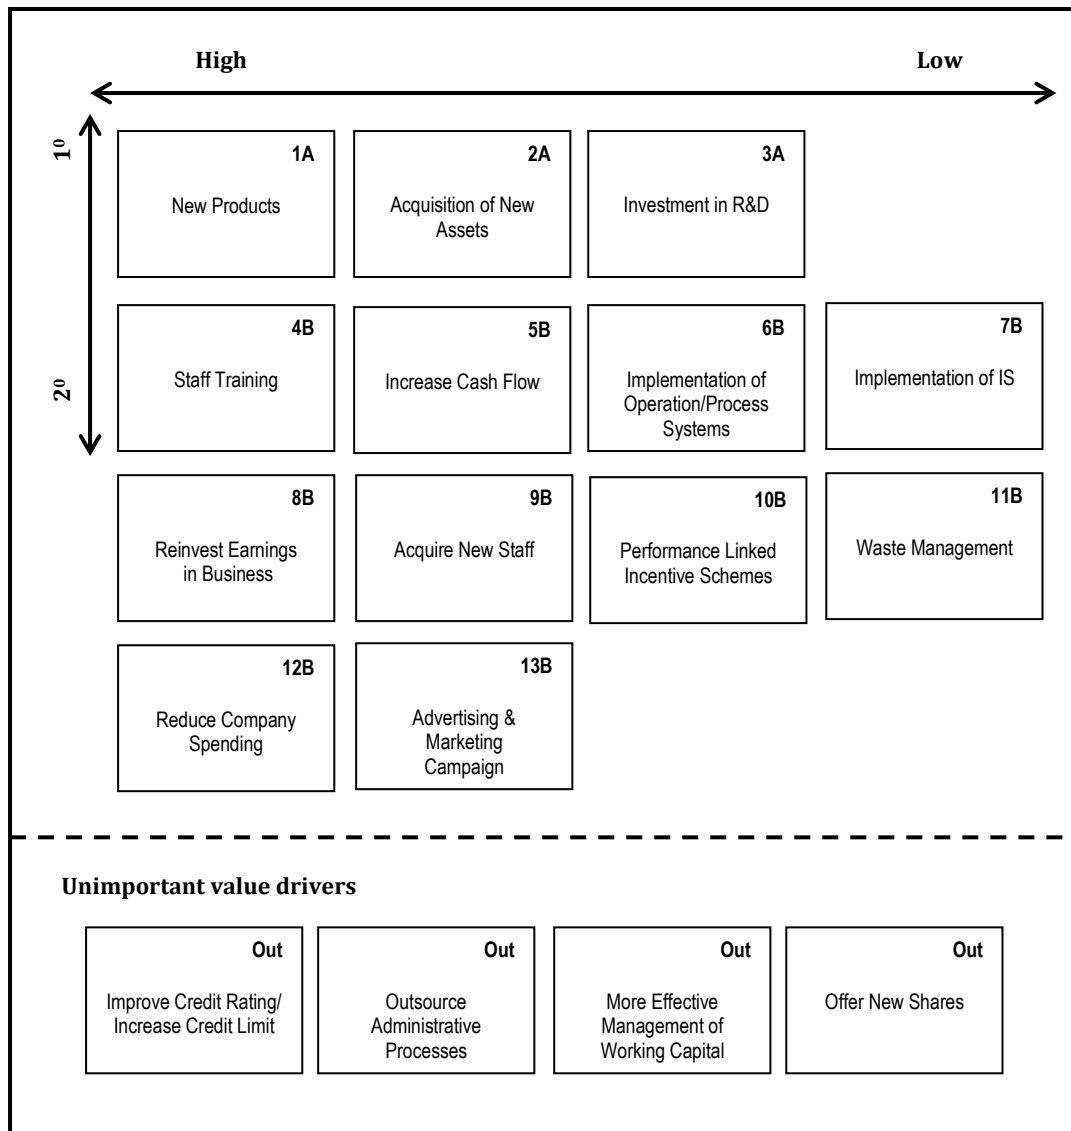 High
Low
1⁰
1A
New Products
2A
Acquisition of New
Assets
3A
Investment in R&D
2⁰
4B
Staff Training
5B
Increase Cash Flow
6B
Implementation of
Operation/Process
Systems
7B
Implementation of IS
8B
Reinvest Earnings
in Business
9B
Acquire New Staff
10B
Performance Linked
Incentive Schemes
11B
Waste Management
12B
Reduce Company
Spending
13B
Advertising &
Marketing
Campaign
Unimportant value drivers
Out
Improve Credit Rating/
Increase Credit Limit
Out
Outsource
Administrative
Processes
Out
More Effective
Management of
Working Capital
Out
Offer New Shares